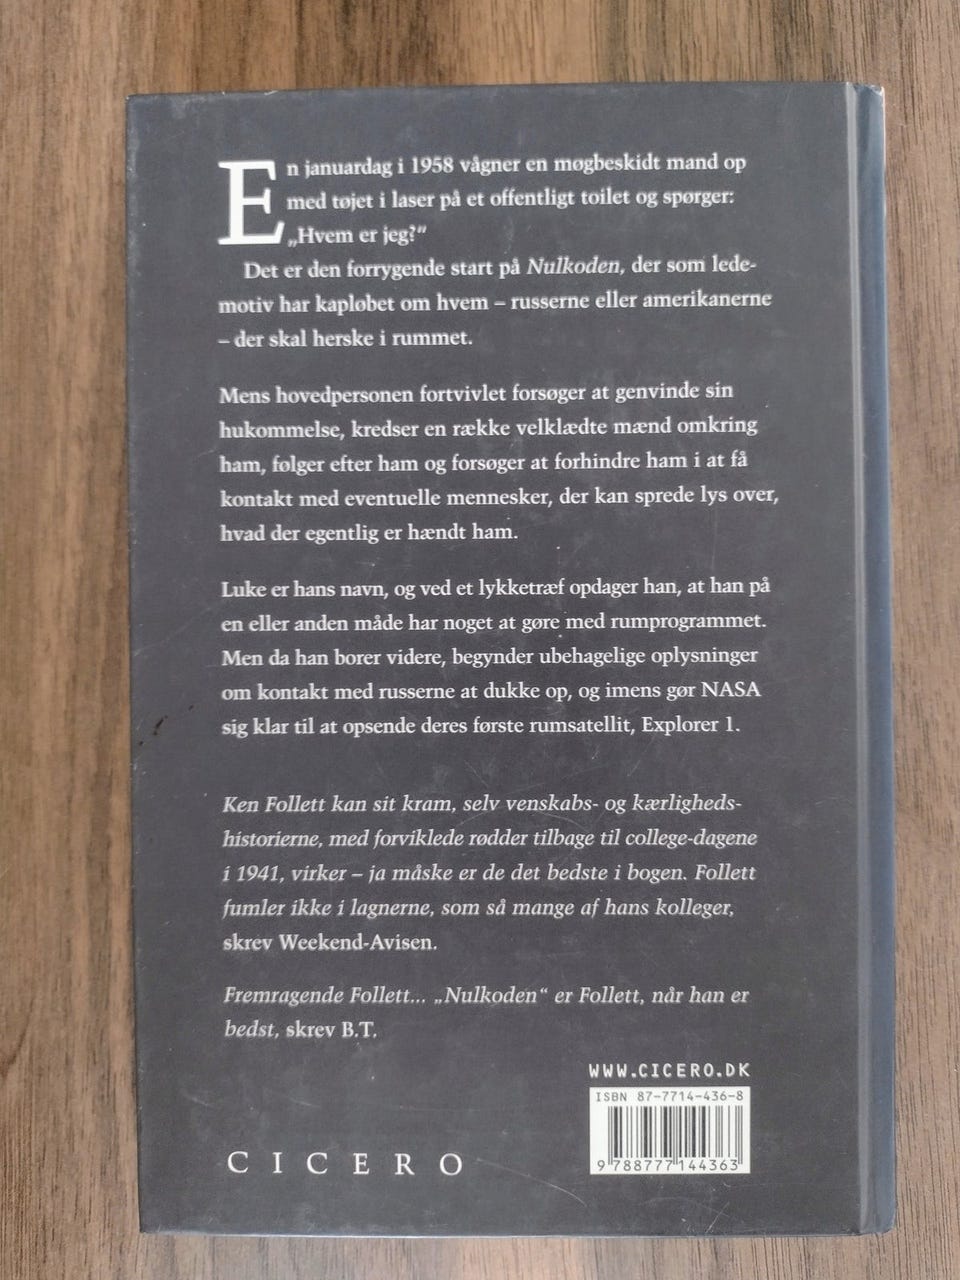 En januardag i 1958 vågner en møgbeskidt mand op
med tøjet i laser på et offentligt toilet og spørger:
„Hvem er jeg?“
Det er den forrygende start på Nulkoden, der som lede-
motiv har kapløbet om hvem – russerne eller amerikanerne
– der skal herske i rummet.
Mens hovedpersonen fortvivlet forsøger at genvinde sin
hukommelse, kredser en række velklædte mænd omkring
ham, følger efter ham og forsøger at forhindre ham i at få
kontakt med eventuelle mennesker, der kan sprede lys over,
hvad der egentlig er hændt ham.
Luke er hans navn, og ved et lykketræf opdager han, at han på
en eller anden måde har noget at gøre med rumprogrammet.
Men da han borer videre, begynder ubehagelige oplysninger
om kontakt med russerne at dukke op, og imens gør NASA
sig klar til at opsende deres første rumsatellit, Explorer 1.
Ken Follett kan sit kram, selv venskabs- og kærligheds-
historierne, med forviklede rødder tilbage til college-dagene
i 1941, virker – ja måske er de det bedste i bogen. Follett
fumler ikke i lagnerne, som så mange af hans kolleger,
skrev Weekend-Avisen.
Fremragende Follett... „Nulkoden“ er Follett, når han er
bedst, skrev B.T.
WWW.CICERO.DK
ISBN 87-7714-436-8
9 788777 144363
CICERO